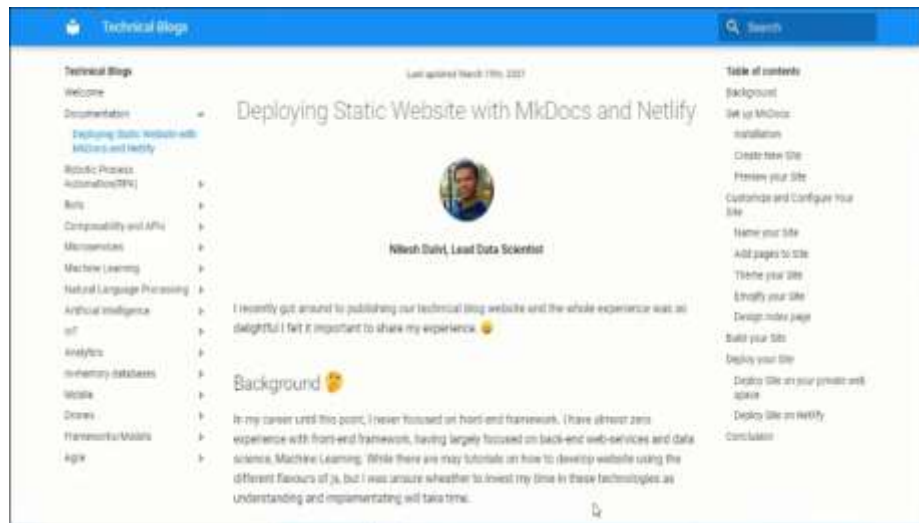 Technical Blogs
Search
Technical Blogs
Welcome
Documentation
Deploying Static Website with
MkDocs and Netlify
Robotic Process
Automation(RPA)
Bots
Composability and APIs
Microservices
Machine Learning
Natural Language Processing
Artificial Intelligence
IoT
Analytics
In-memory databases
Mobile
Drones
Frameworks/Models
Agile
Last updated March 19th, 2021
Deploying Static Website with MkDocs and Netlify
Nilesh Dalvi, Lead Data Scientist
I recently got around to publishing our technical blog website and the whole experience was so
delightful I felt it important to share my experience. 😄
Background 🤔
In my career until this point, I never focused on front-end framework. I have almost zero
experience with front-end framework, having largely focused on back-end web-services and data
science, Machine Learning. While there are may tutorials on how to develop website using the
different flavours of js, but I was unsure wheather to invest my time in these technologies as
understanding and implementating will take time.
Table of contents
Background
Set up MkDocs
Installation
Create New Site
Preview your Site
Customize and Configure Your
Site
Name your Site
Add pages to Site
Theme your Site
Emojify your Site
Design index page
Build your Site
Deploy your Site
Deploy Site on your private web
space
Deploy Site on Netlify
Conclusion